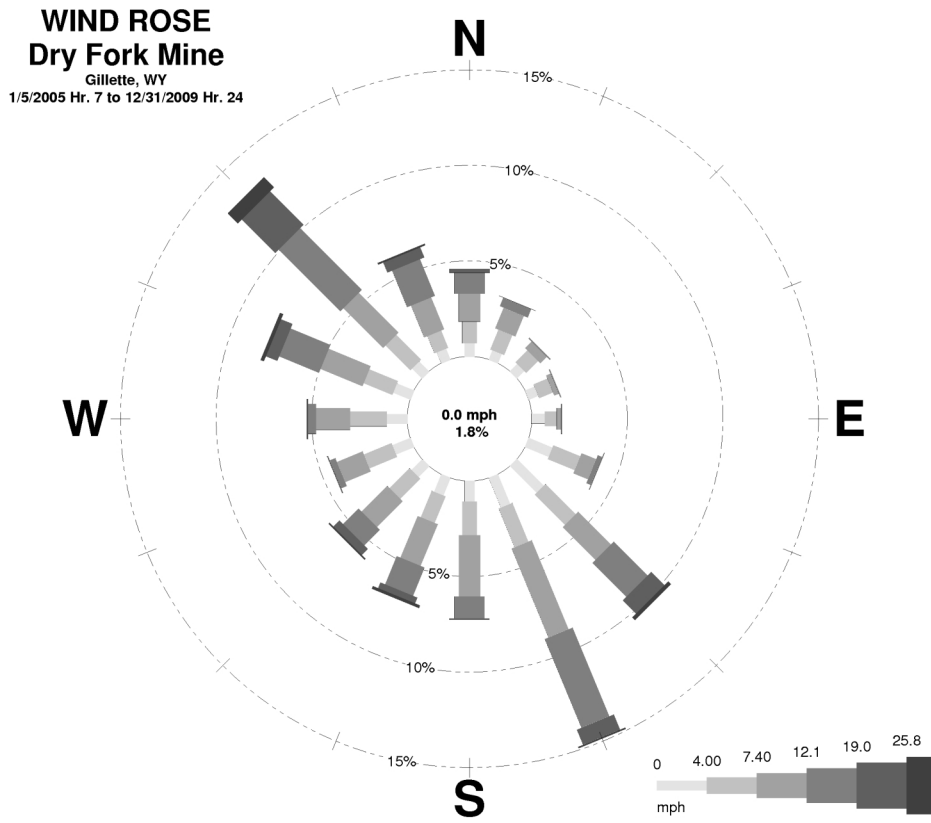 WIND ROSE
Dry Fork Mine
Gillette, WY
1/5/2005 Hr. 7 to 12/31/2009 Hr. 24
N
15%
10%
5%
W
0.0 mph
1.8%
E
5%
10%
15%
S
0 4.00 7.40 12.1 19.0 25.8
mph